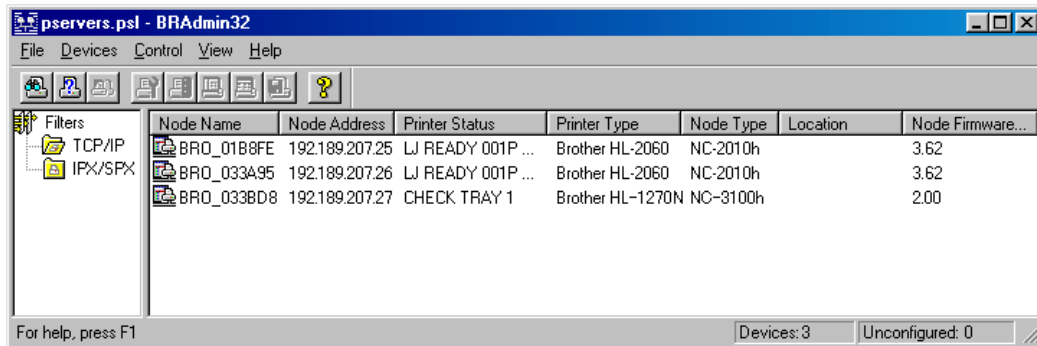 pservers.psl - BRAdmin32
File Devices Control View Help
Filters
TCP/IP
IPX/SPX
Node Name Node Address Printer Status Printer Type Node Type Location Node Firmware...
BRO_01B8FE 192.189.207.25 LJ READY 001P ... Brother HL-2060 NC-2010h 3.62
BRO_033A95 192.189.207.26 LJ READY 001P ... Brother HL-2060 NC-2010h 3.62
BRO_033BD8 192.189.207.27 CHECK TRAY 1 Brother HL-1270N NC-3100h 2.00
For help, press F1 Devices: 3 Unconfigured: 0